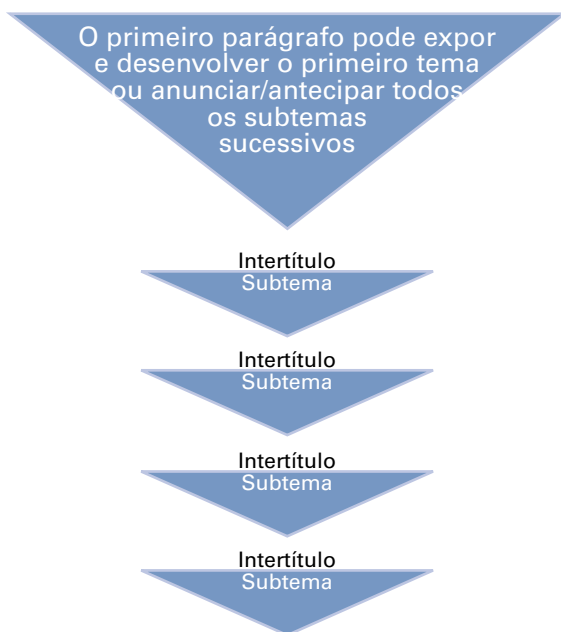 O primeiro parágrafo pode expor
e desenvolver o primeiro tema
ou anunciar/antecipar todos
os subtemas
sucessivos
Intertítulo
Subtema
Intertítulo
Subtema
Intertítulo
Subtema
Intertítulo
Subtema